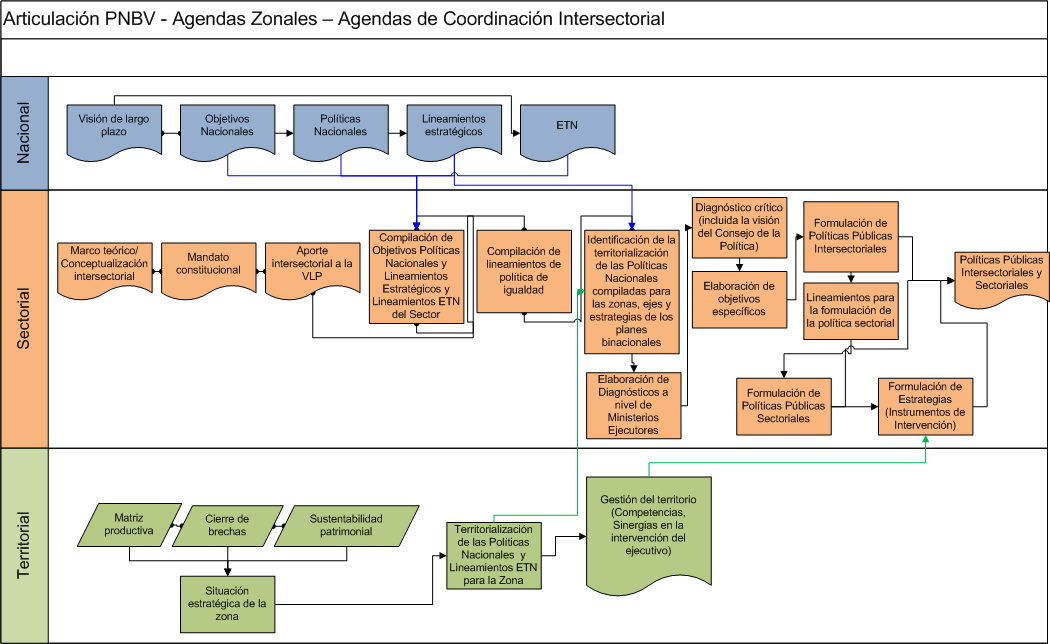 Articulación PNBV - Agendas Zonales – Agendas de Coordinación Intersectorial
Nacional
Visión de largo
plazo
Objetivos
Nacionales
Políticas
Nacionales
Lineamientos
estratégicos
ETN
Sectorial
Marco teórico/
Conceptualización
intersectorial
Mandato
constitucional
Aporte
intersectorial a la
VLP
Compilación de
Objetivos Políticas
Nacionales y
Lineamientos
Estratégicos y
Lineamientos ETN
del Sector
Compilación de
lineamientos de
política de
igualdad
Identificación de la
territorialización
de las Políticas
Nacionales
compiladas para
las zonas, ejes y
estrategias de los
planes
binacionales
Elaboración de
Diagnósticos a
nivel de
Ministerios
Ejecutores
Diagnóstico crítico
(incluida la visión
del Consejo de la
Política)
Elaboración de
objetivos
específicos
Formulación de
Políticas Públicas
Intersectoriales
Lineamientos para
la formulación de
la política sectorial
Formulación de
Políticas Públicas
Sectoriales
Formulación de
Estrategias
(Instrumentos de
Intervención)
Políticas Públicas
Intersectoriales y
Sectoriales
Territorial
Matriz
productiva
Cierre de
brechas
Sustentabilidad
patrimonial
Situación
estratégica de la
zona
Territorialización
de las Políticas
Nacionales y
Lineamientos ETN
para la Zona
Gestión del territorio
(Competencias,
Sinergias en la
intervención del
ejecutivo)